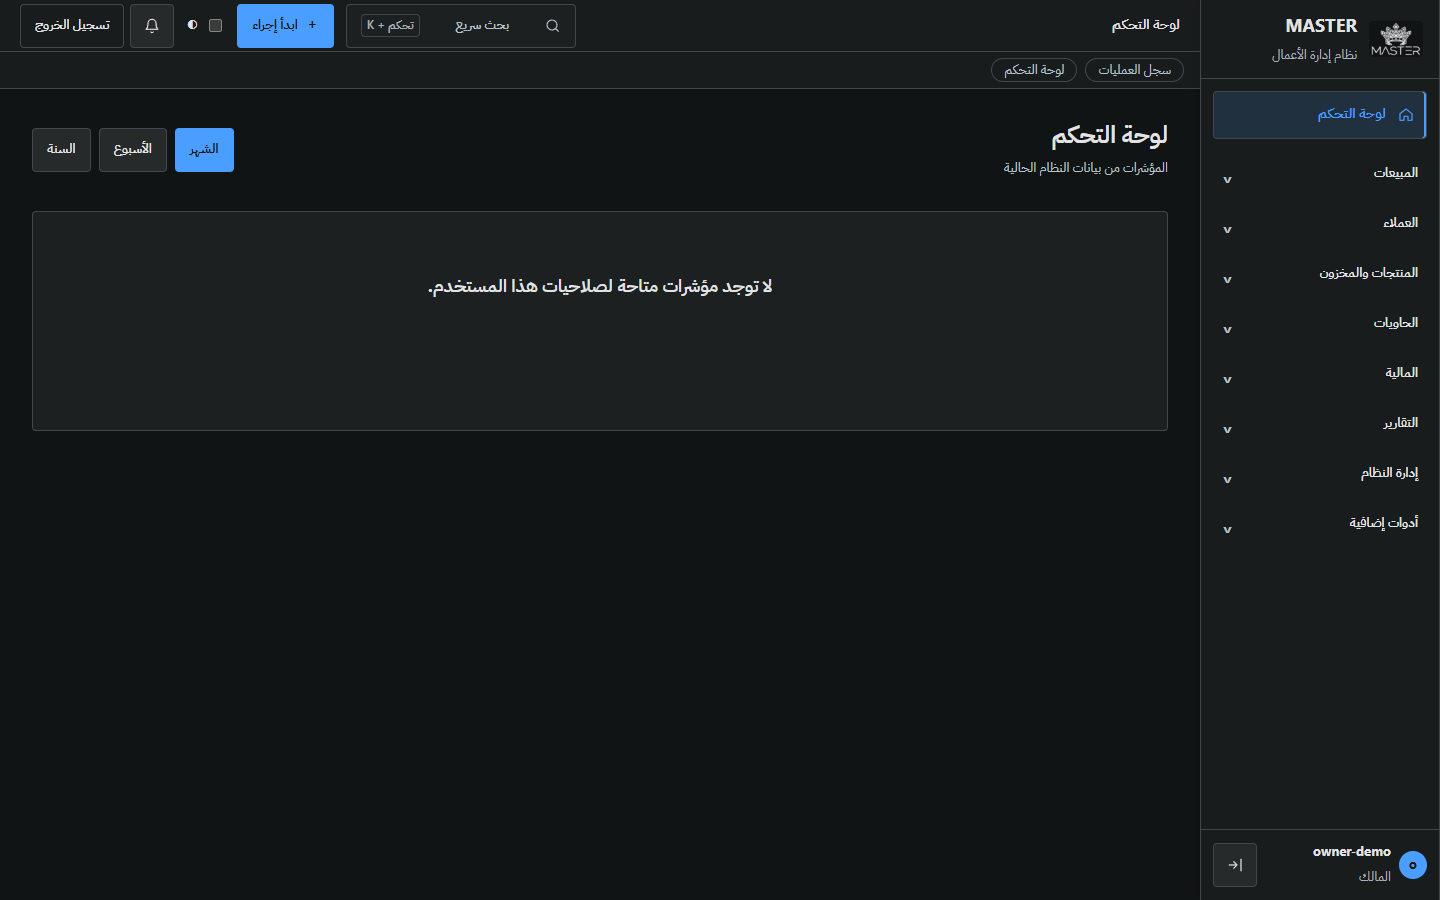 MASTER
نظام إدارة الأعمال
MASTER
لوحة التحكم
المبيعات
العملاء
المنتجات والمخزون
الحاويات
المالية
التقارير
إدارة النظام
أدوات إضافية
owner-demo
المالك
o
لوحة التحكم
بحث سريع
تحكم + K
+ ابدأ إجراء
تسجيل الخروج
سجل العمليات
لوحة التحكم
لوحة التحكم
المؤشرات من بيانات النظام الحالية
الشهر
الأسبوع
السنة
لا توجد مؤشرات متاحة لصلاحيات هذا المستخدم.